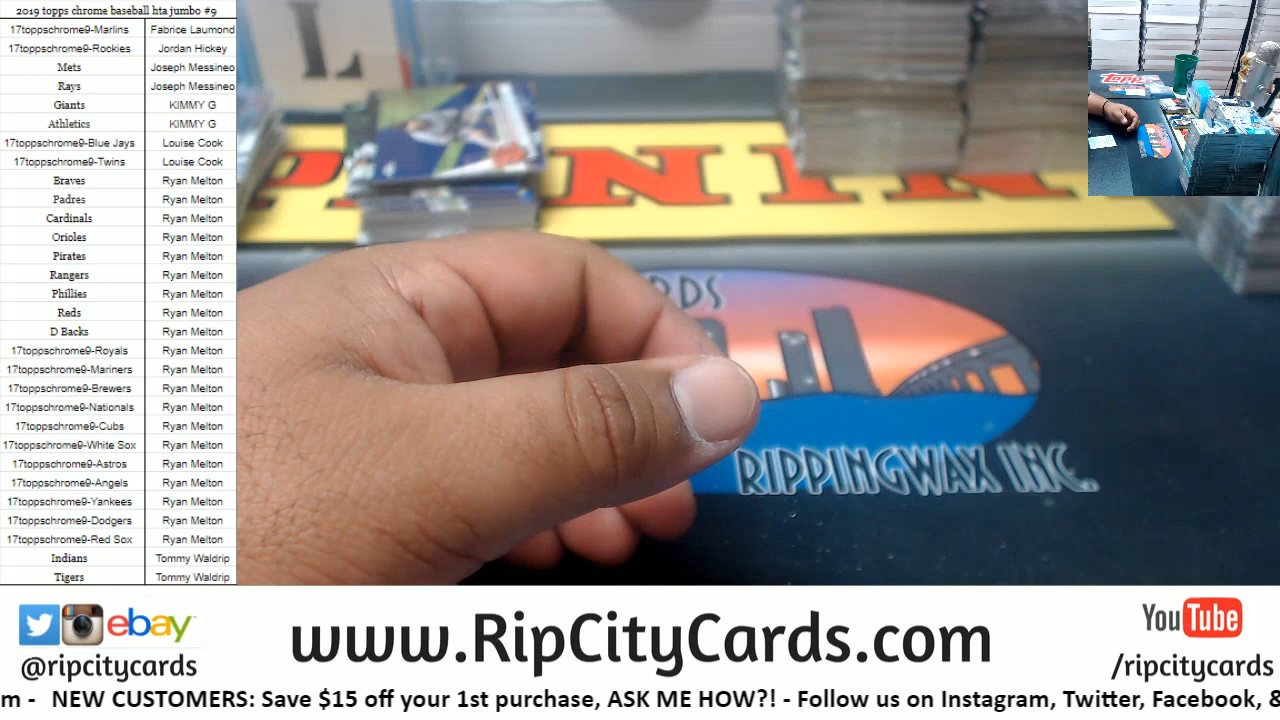 2019 topps chrome baseball hta jumbo #9
17toppschrome9-Marlins Fabrice Laumond
17toppschrome9-Rockies Jordan Hickey
Mets Joseph Messineo
Rays Joseph Messineo
Giants KIMMY G
Athletics KIMMY G
17toppschrome9-Blue Jays Louise Cook
17toppschrome9-Twins Louise Cook
Braves Ryan Melton
Padres Ryan Melton
Cardinals Ryan Melton
Orioles Ryan Melton
Pirates Ryan Melton
Rangers Ryan Melton
Phillies Ryan Melton
Reds Ryan Melton
D Backs Ryan Melton
17toppschrome9-Royals Ryan Melton
17toppschrome9-Mariners Ryan Melton
17toppschrome9-Brewers Ryan Melton
17toppschrome9-Nationals Ryan Melton
17toppschrome9-Cubs Ryan Melton
17toppschrome9-White Sox Ryan Melton
17toppschrome9-Astros Ryan Melton
17toppschrome9-Angels Ryan Melton
17toppschrome9-Yankees Ryan Melton
17toppschrome9-Dodgers Ryan Melton
17toppschrome9-Red Sox Ryan Melton
Indians Tommy Waldrip
Tigers Tommy Waldrip
PANINI
RDS
RIPPINGWAX INC.
topps
ebay
@ripcitycards
www.RipCityCards.com
YouTube
/ripcitycards
m - NEW CUSTOMERS: Save $15 off your 1st purchase, ASK ME HOW?! - Follow us on Instagram, Twitter, Facebook, &